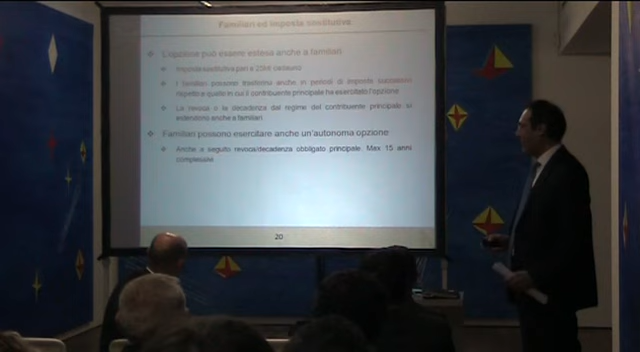 Familiari ed imposta sostitutiva
L'opzione può essere estesa anche a familiari
Imposta sostitutiva pari a 25mt cadauno
I familiari possono trasferirsi anche in periodi di imposta successivi
rispetto a quello in cui il contribuente principale ha esercitato l'opzione
La revoca o la decadenza dal regime del contribuente principale si
estendono anche a familiari
Familiari possono esercitare anche un'autonoma opzione
Anche a seguito revoca/decadenza obbligato principale. Max 15 anni
complessivi
20